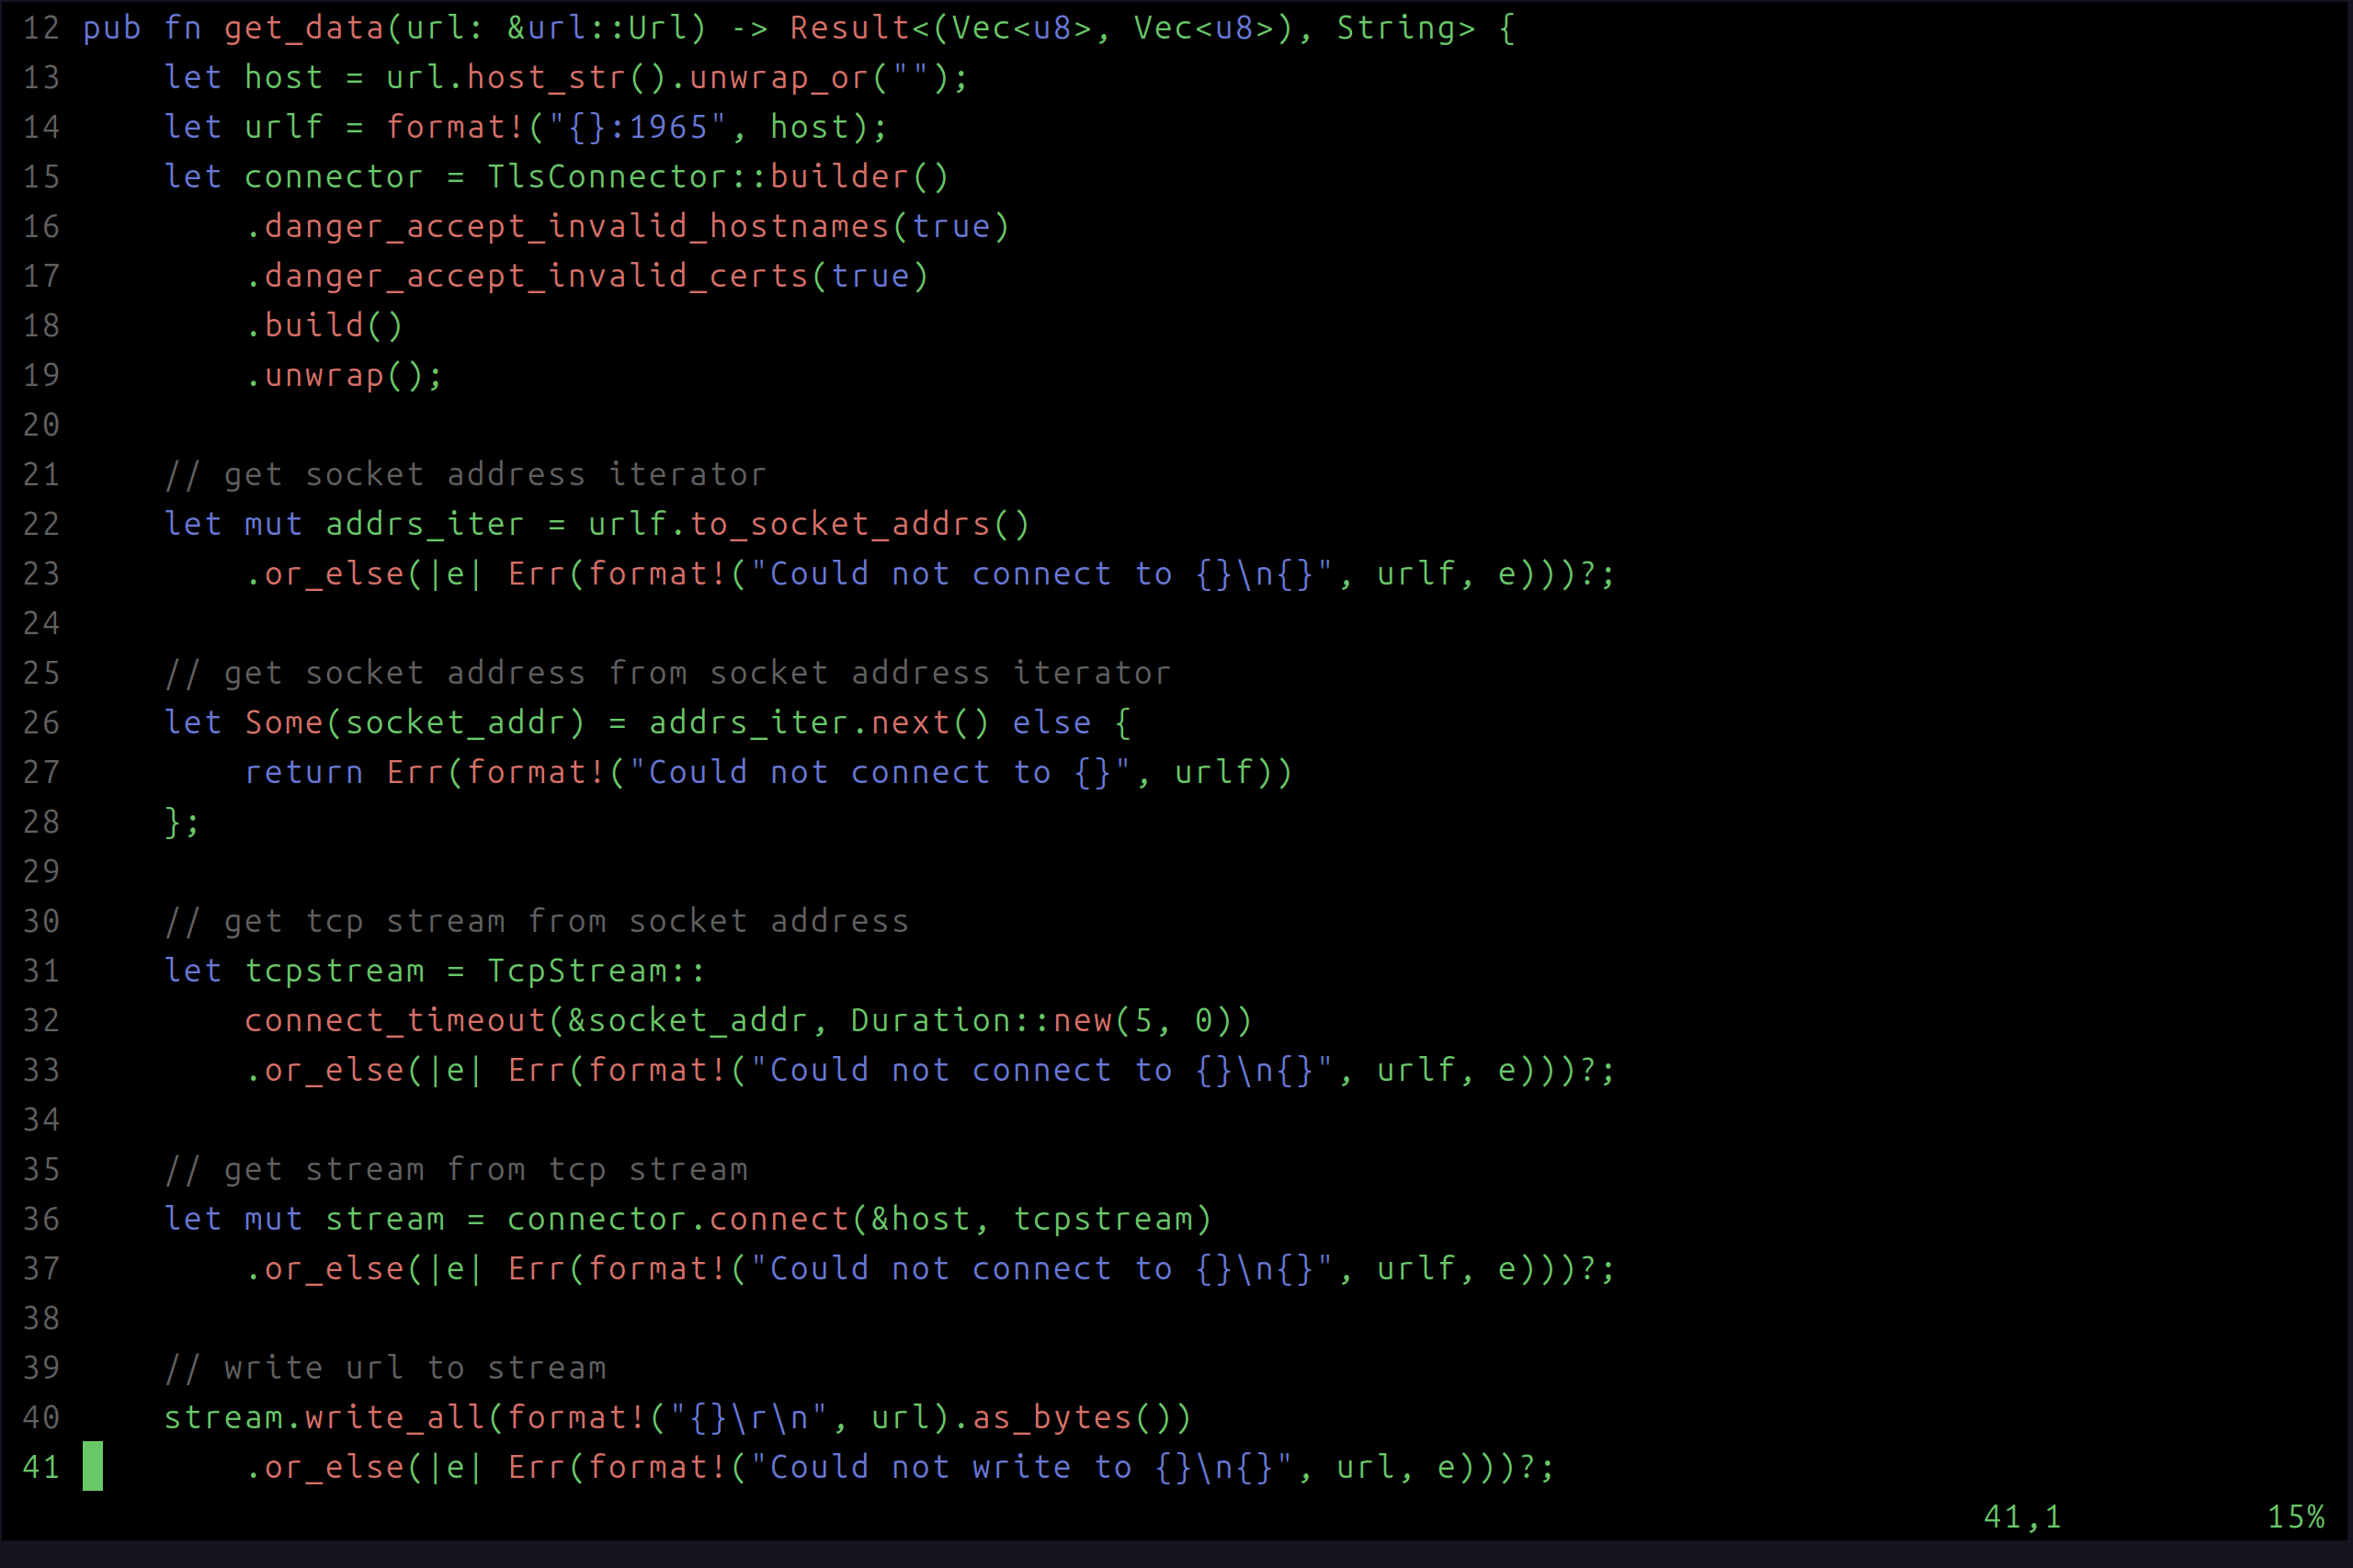 12 pub fn get_data(url: &url::Url) -> Result<(Vec<u8>, Vec<u8>), String> {
13     let host = url.host_str().unwrap_or("");
14     let urlf = format!("{}:1965", host);
15     let connector = TlsConnector::builder()
16         .danger_accept_invalid_hostnames(true)
17         .danger_accept_invalid_certs(true)
18         .build()
19         .unwrap();
20
21     // get socket address iterator
22     let mut addrs_iter = urlf.to_socket_addrs()
23         .or_else(|e| Err(format!("Could not connect to {}\n{}", urlf, e)))?;
24
25     // get socket address from socket address iterator
26     let Some(socket_addr) = addrs_iter.next() else {
27         return Err(format!("Could not connect to {}", urlf))
28     };
29
30     // get tcp stream from socket address
31     let tcpstream = TcpStream::
32         connect_timeout(&socket_addr, Duration::new(5, 0))
33         .or_else(|e| Err(format!("Could not connect to {}\n{}", urlf, e)))?;
34
35     // get stream from tcp stream
36     let mut stream = connector.connect(&host, tcpstream)
37         .or_else(|e| Err(format!("Could not connect to {}\n{}", urlf, e)))?;
38
39     // write url to stream
40     stream.write_all(format!("{}\r\n", url).as_bytes())
41         .or_else(|e| Err(format!("Could not write to {}\n{}", url, e)))?;
41,1 15%